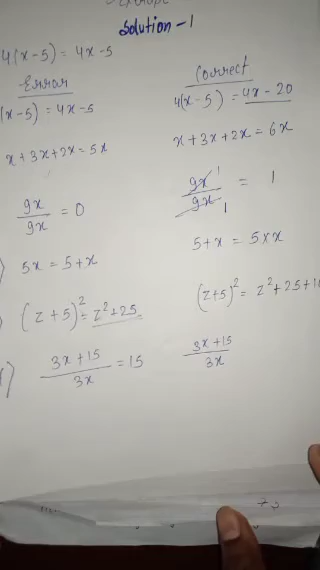 Solution - 1
4(x-5) = 4x-5
Error
Correct
(x-5) = 4x-5
4(x-5) = 4x-20
x+3x+2x = 5x
x+3x+2x = 6x
9x/9x = 0
9x/9x = 1
5x = 5+x
5+x = 5×x
(z+5)² = z²+25
(z+5)² = z²+25+10
3x+15/3x = 15
3x+15/3x